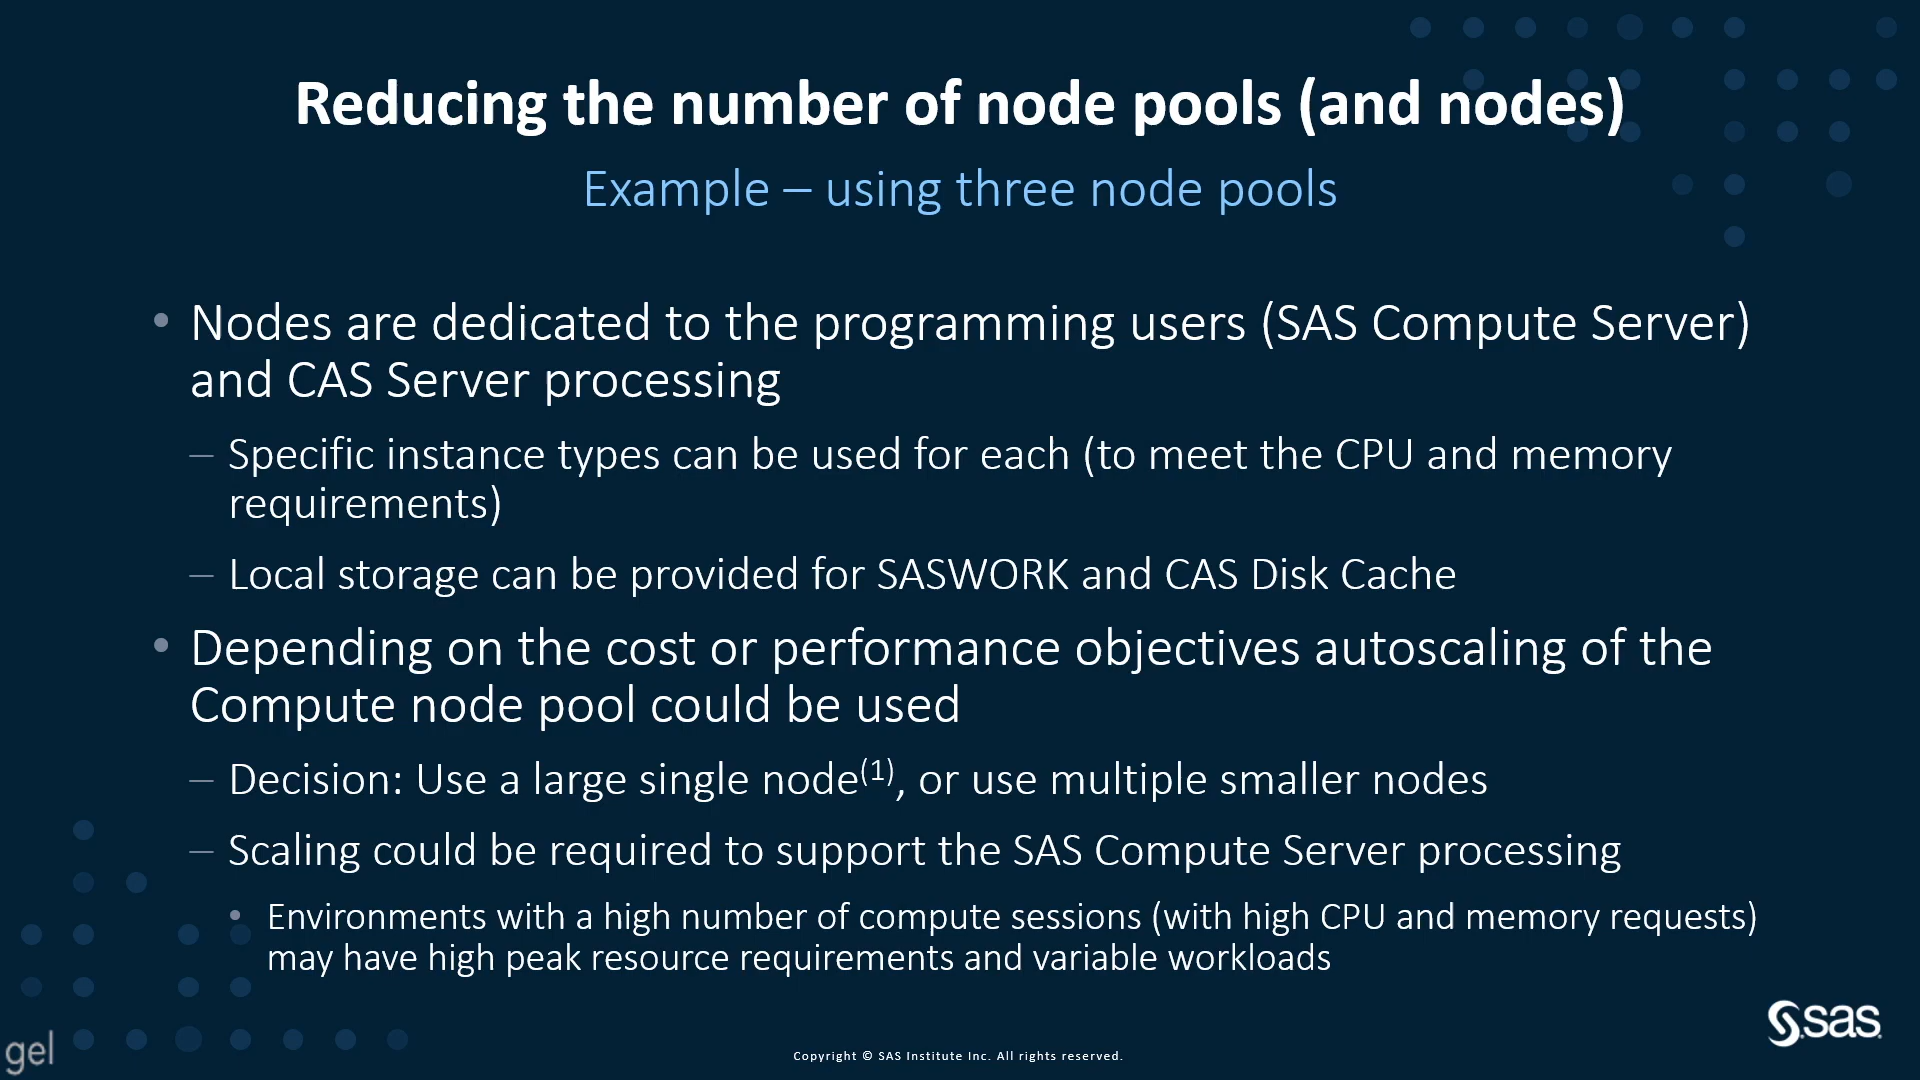 Reducing the number of node pools (and nodes)
Example – using three node pools
• Nodes are dedicated to the programming users (SAS Compute Server)
and CAS Server processing
– Specific instance types can be used for each (to meet the CPU and memory
requirements)
– Local storage can be provided for SASWORK and CAS Disk Cache
• Depending on the cost or performance objectives autoscaling of the
Compute node pool could be used
– Decision: Use a large single node(1), or use multiple smaller nodes
– Scaling could be required to support the SAS Compute Server processing
• Environments with a high number of compute sessions (with high CPU and memory requests)
may have high peak resource requirements and variable workloads
sas
gel
Copyright © SAS Institute Inc. All rights reserved.